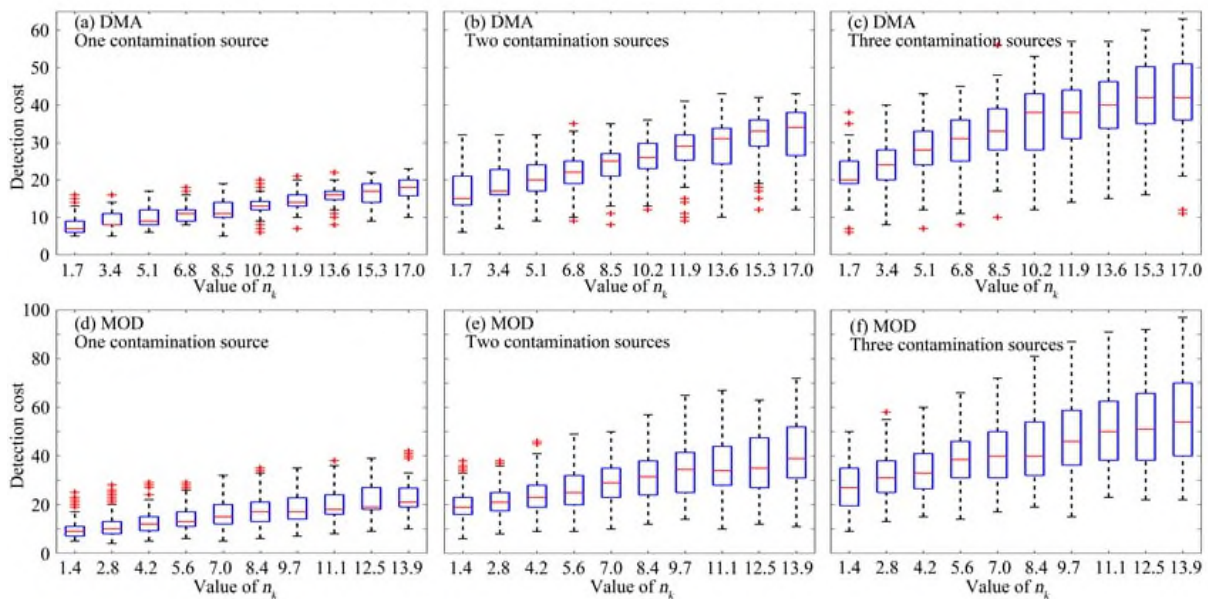 (a) DMA
One contamination source
(b) DMA
Two contamination sources
(c) DMA
Three contamination sources
Detection cost
60
50
40
30
20
10
0
1.7 3.4 5.1 6.8 8.5 10.2 11.9 13.6 15.3 17.0
1.7 3.4 5.1 6.8 8.5 10.2 11.9 13.6 15.3 17.0
1.7 3.4 5.1 6.8 8.5 10.2 11.9 13.6 15.3 17.0
Value of nk
Value of nk
Value of nk
(d) MOD
One contamination source
(e) MOD
Two contamination sources
(f) MOD
Three contamination sources
Detection cost
100
80
60
40
20
0
1.4 2.8 4.2 5.6 7.0 8.4 9.7 11.1 12.5 13.9
1.4 2.8 4.2 5.6 7.0 8.4 9.7 11.1 12.5 13.9
1.4 2.8 4.2 5.6 7.0 8.4 9.7 11.1 12.5 13.9
Value of nk
Value of nk
Value of nk